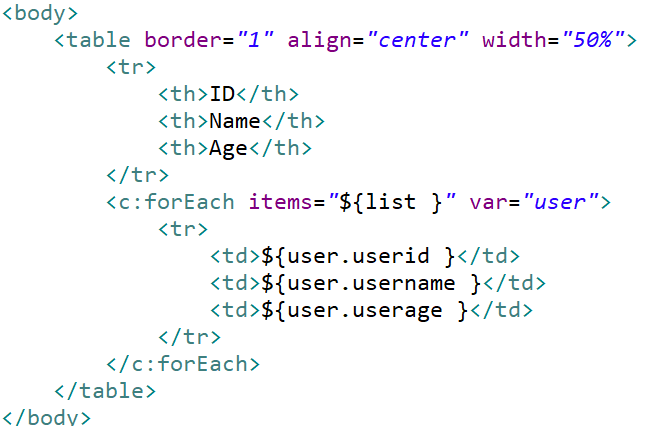 <body>
    <table border="1" align="center" width="50%">
        <tr>
            <th>ID</th>
            <th>Name</th>
            <th>Age</th>
        </tr>
        <c:forEach items="${list }" var="user">
            <tr>
                <td>${user.userid }</td>
                <td>${user.username }</td>
                <td>${user.userage }</td>
            </tr>
        </c:forEach>
    </table>
</body>